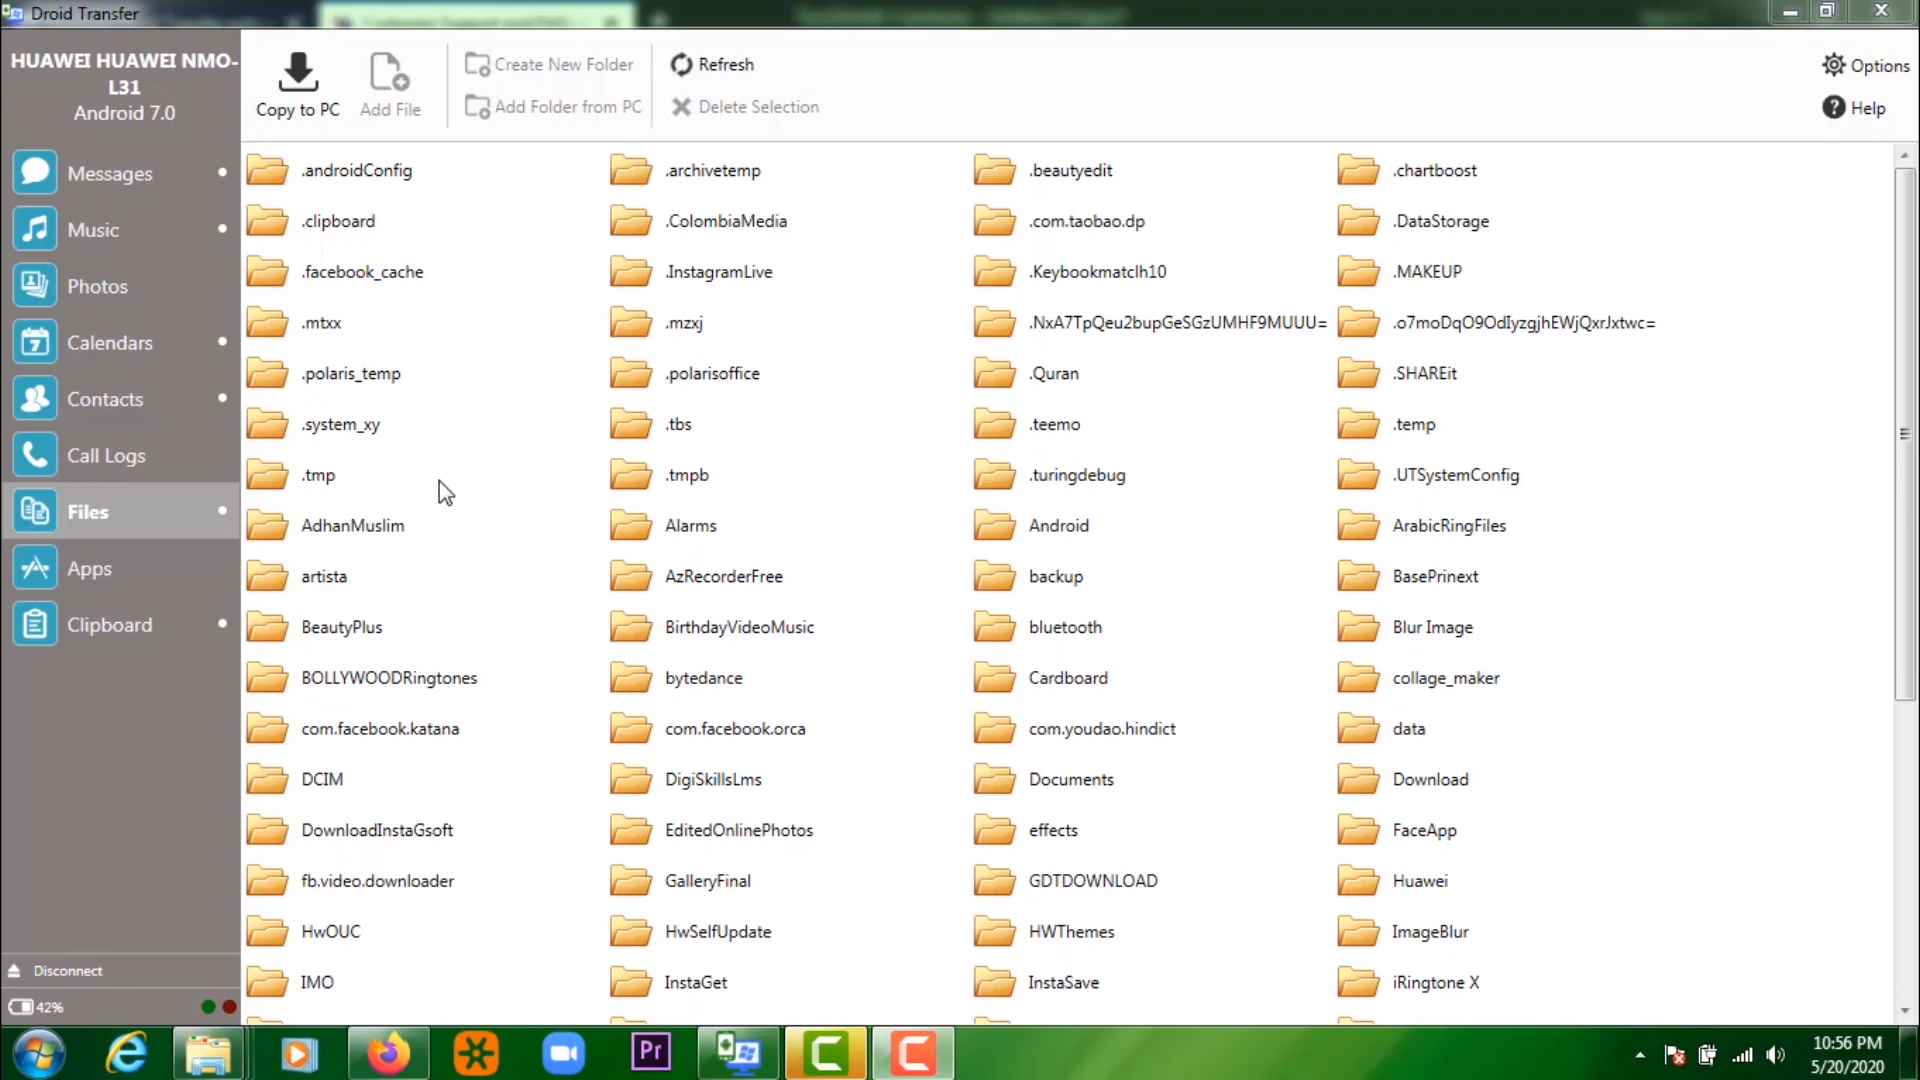 Droid Transfer
HUAWEI HUAWEI NMO-
L31
Android 7.0
Copy to PC
Add File
Create New Folder
Add Folder from PC
Refresh
Delete Selection
Options
Help
Messages
Music
Photos
Calendars
7
Contacts
Call Logs
Files
Apps
Clipboard
Disconnect
42%
.androidConfig .archivetemp .beautyedit .chartboost
.clipboard .ColombiaMedia .com.taobao.dp .DataStorage
.facebook_cache .InstagramLive .Keybookmatclh10 .MAKEUP
.mtxx .mzxj .NxA7TpQeu2bupGeSGzUMHF9MUUU= .o7moDqO9OdIyzgjhEWjQxrJxtwc=
.polaris_temp .polarisoffice .Quran .SHAREit
.system_xy .tbs .teemo .temp
.tmp .tmpb .turingdebug .UTSystemConfig
AdhanMuslim Alarms Android ArabicRingFiles
artista AzRecorderFree backup BasePrinext
BeautyPlus BirthdayVideoMusic bluetooth Blur Image
BOLLYWOODRingtones bytedance Cardboard collage_maker
com.facebook.katana com.facebook.orca com.youdao.hindict data
DCIM DigiSkillsLms Documents Download
DownloadInstaGsoft EditedOnlinePhotos effects FaceApp
fb.video.downloader GalleryFinal GDTDOWNLOAD Huawei
HwOUC HwSelfUpdate HWThemes ImageBlur
IMO InstaGet InstaSave iRingtone X
Pr
10:56 PM
5/20/2020